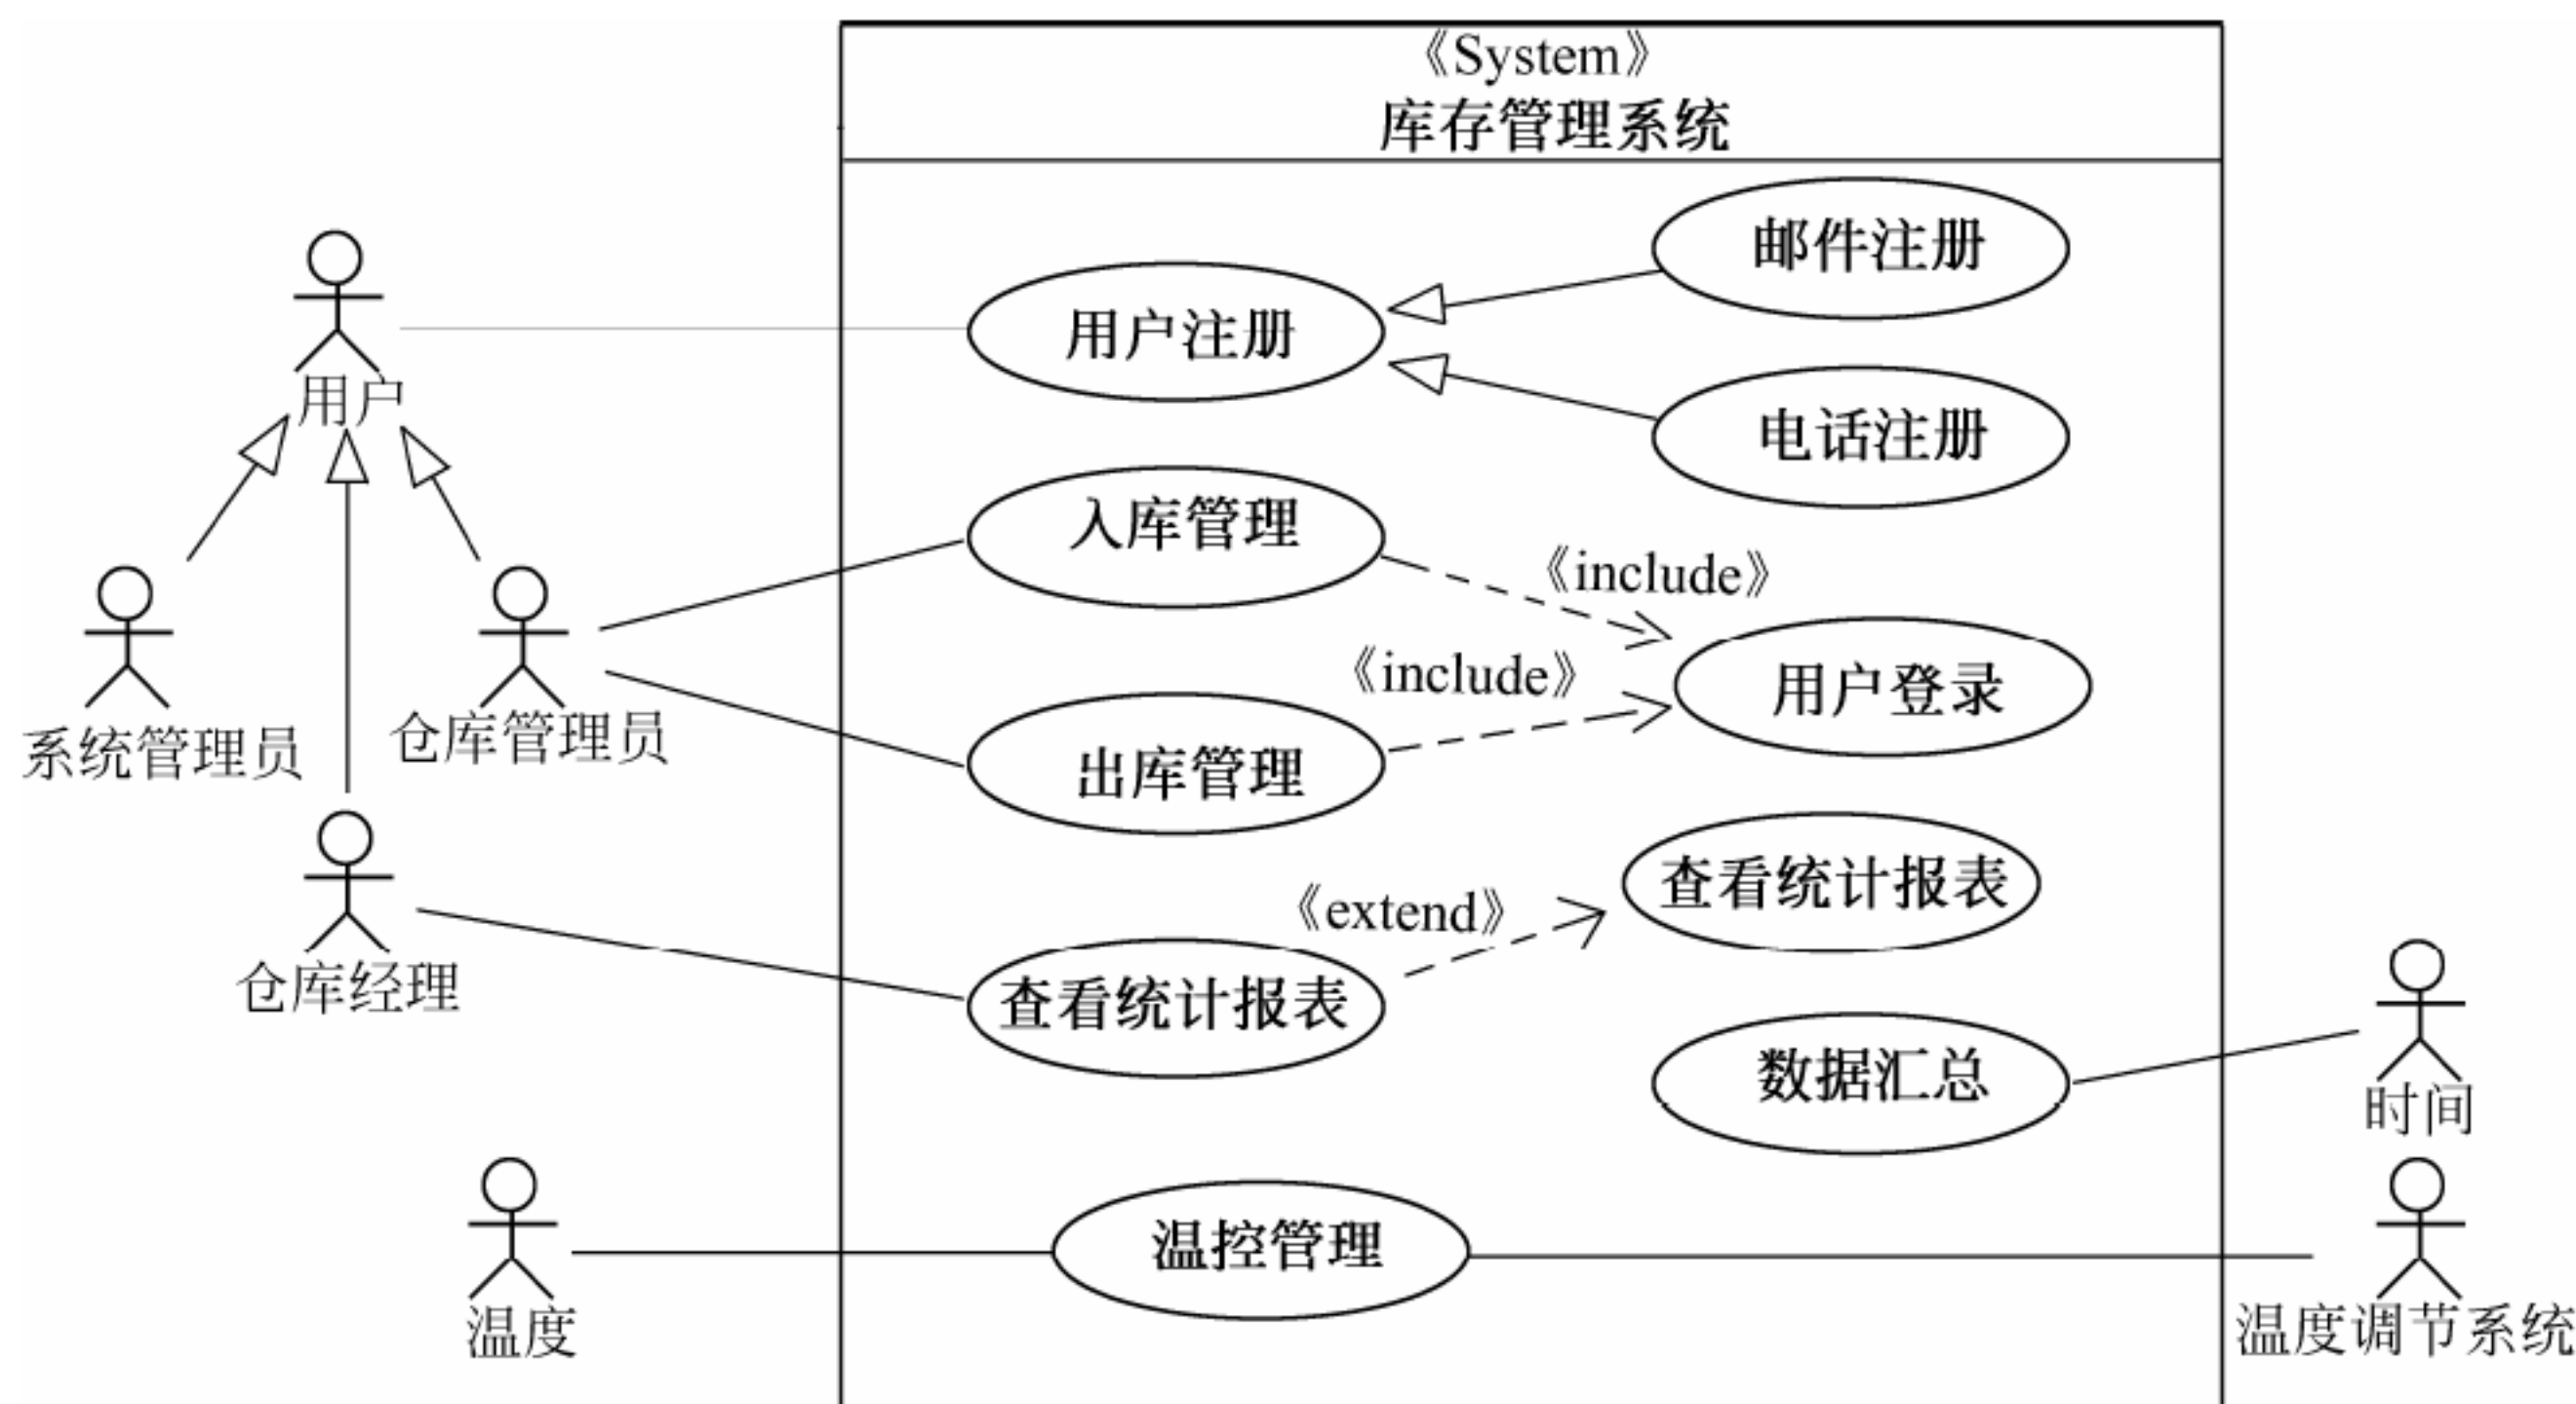 《System》
库存管理系统
邮件注册
用户注册
用户
电话注册
入库管理
《include》
《include》
用户登录
系统管理员
仓库管理员
出库管理
查看统计报表
《extend》
仓库经理
查看统计报表
数据汇总
时间
温控管理
温度
温度调节系统